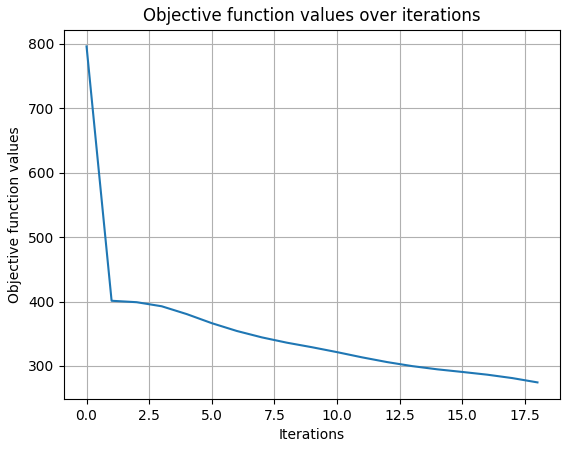 Objective function values over iterations
Objective function values
800
700
600
500
400
300
0.0 2.5 5.0 7.5 10.0 12.5 15.0 17.5
Iterations